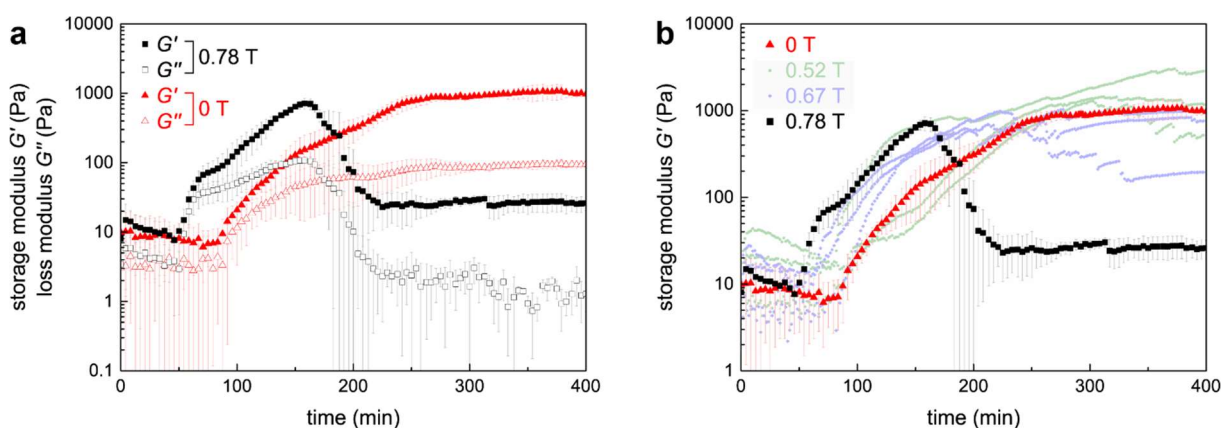 a
storage modulus G′ (Pa)
loss modulus G″ (Pa)
10000
1000
100
10
1
0.1
G′
G″
0.78 T
G′
G″
0 T
0
100
200
300
400
time (min)
b
storage modulus G′ (Pa)
10000
1000
100
10
1
0 T
0.52 T
0.67 T
0.78 T
0
100
200
300
400
time (min)